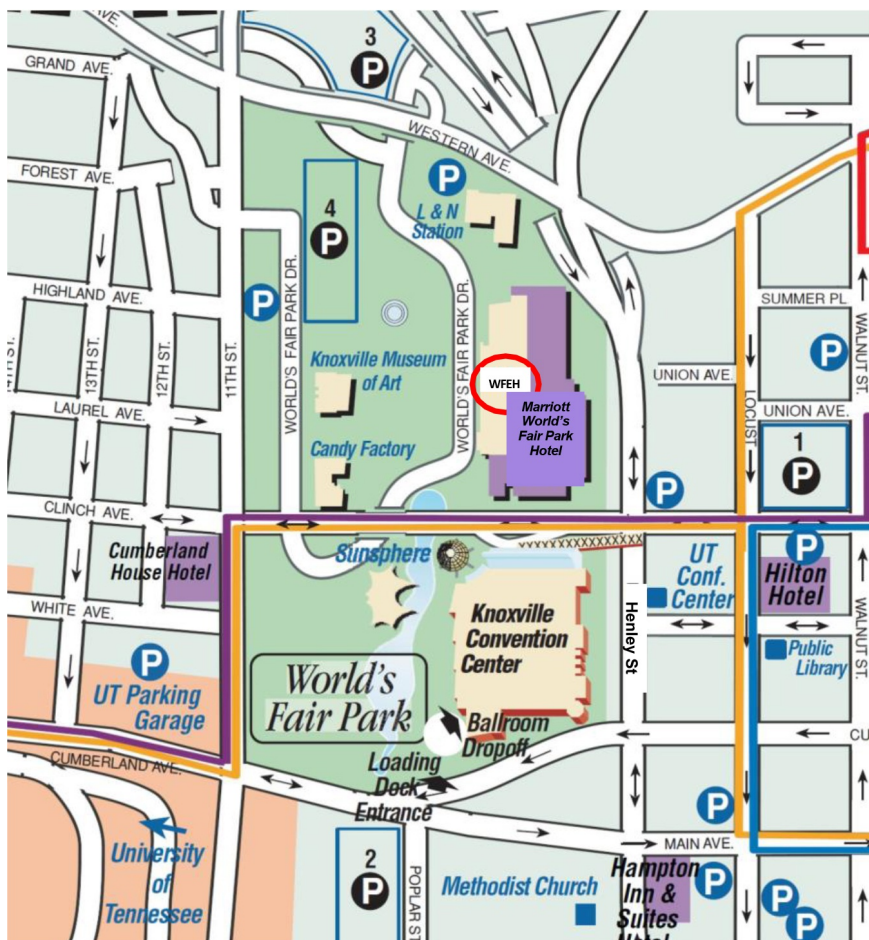 AVE.
3
P
GRAND AVE.
WESTERN AVE.
FOREST AVE.
P
L & N
Station
4
P
WORLD'S FAIR PARK DR.
WORLD'S FAIR PARK DR.
HIGHLAND AVE.
P
SUMMER PL
WALNUT ST.
P
13TH ST.
12TH ST.
11TH ST.
Knoxville Museum
of Art
WFEH
UNION AVE.
LOCUST
UNION AVE.
LAUREL AVE.
Marriott
World's
Fair Park
Hotel
Candy Factory
1
P
P
CLINCH AVE.
Cumberland
House Hotel
Sunsphere
UT
Conf.
Center
P
Hilton
Hotel
WHITE AVE.
Henley St
WALNUT ST.
Knoxville
Convention
Center
Public
Library
P
UT Parking
Garage
World's
Fair Park
Ballroom
Dropoff
CU
CUMBERLAND AVE.
Loading
Dock
Entrance
P
MAIN AVE.
University
of
Tennessee
2
P
POPLAR ST
Methodist Church
Hampton
Inn &
Suites
Hotel
P
P
P